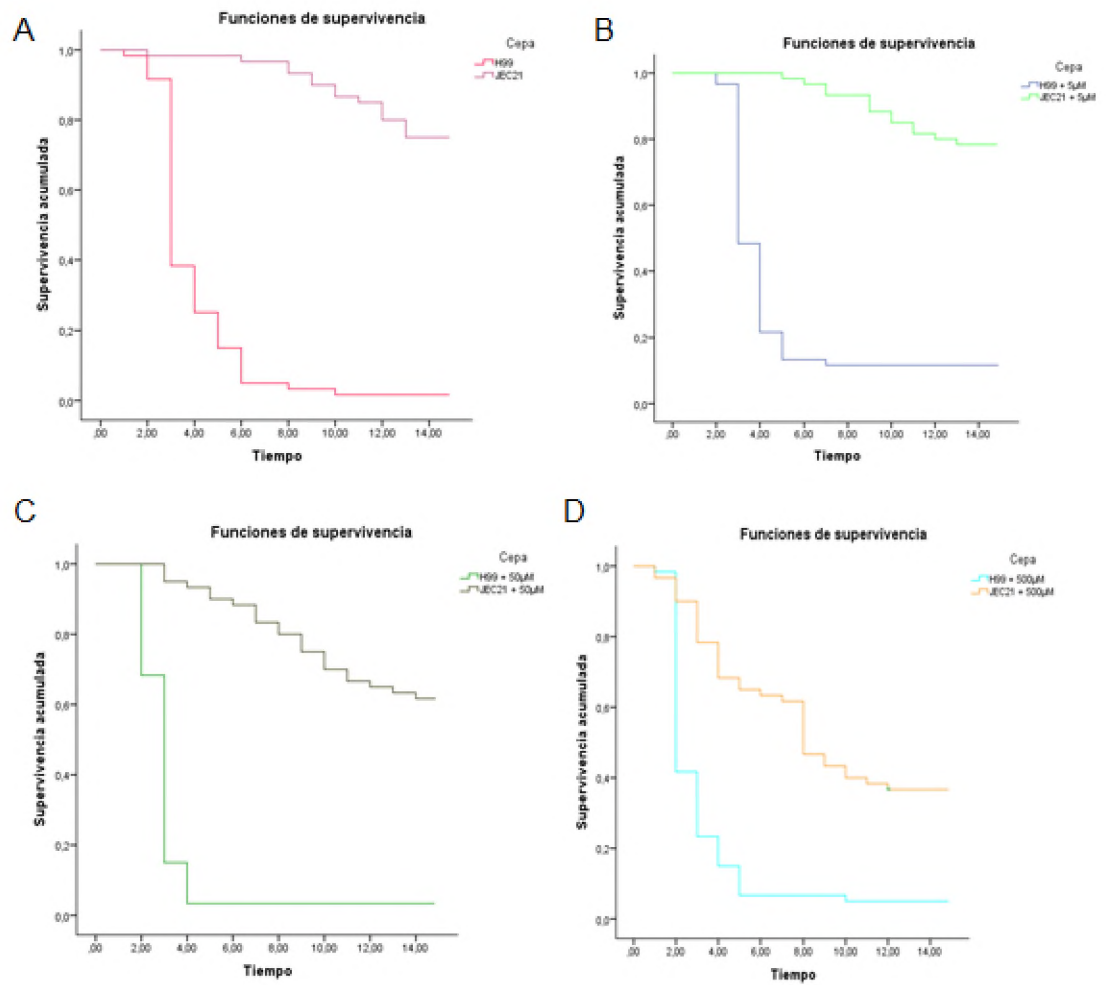 A
Funciones de supervivencia
Cepa
H99
JEC21
Supervivencia acumulada
1,0
0,8
0,6
0,4
0,2
0,0
,00 2,00 4,00 6,00 8,00 10,00 12,00 14,00
Tiempo
B
Funciones de supervivencia
Cepa
H99 + 5µM
JEC21 + 5µM
Supervivencia acumulada
1,0
0,8
0,6
0,4
0,2
0,0
,00 2,00 4,00 6,00 8,00 10,00 12,00 14,00
Tiempo
C
Funciones de supervivencia
Cepa
H99 + 50µM
JEC21 + 50µM
Supervivencia acumulada
1,0
0,8
0,6
0,4
0,2
0,0
,00 2,00 4,00 6,00 8,00 10,00 12,00 14,00
Tiempo
D
Funciones de supervivencia
Cepa
H99 + 500µM
JEC21 + 500µM
Supervivencia acumulada
1,0
0,8
0,6
0,4
0,2
0,0
,00 2,00 4,00 6,00 8,00 10,00 12,00 14,00
Tiempo